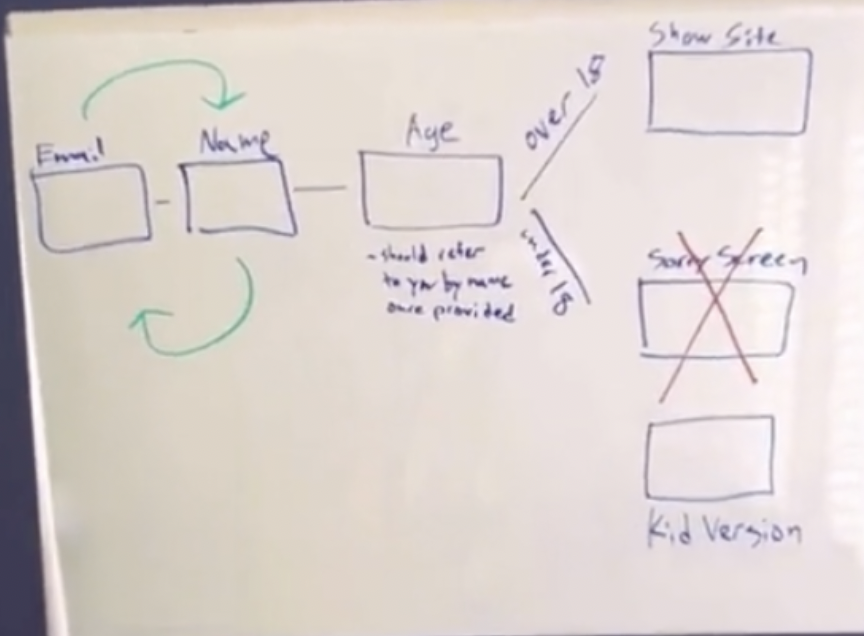 Show Site
over 18
Email
Name
Age
- should refer
to you by name
once provided
under 18
Sorry Screen
Kid Version